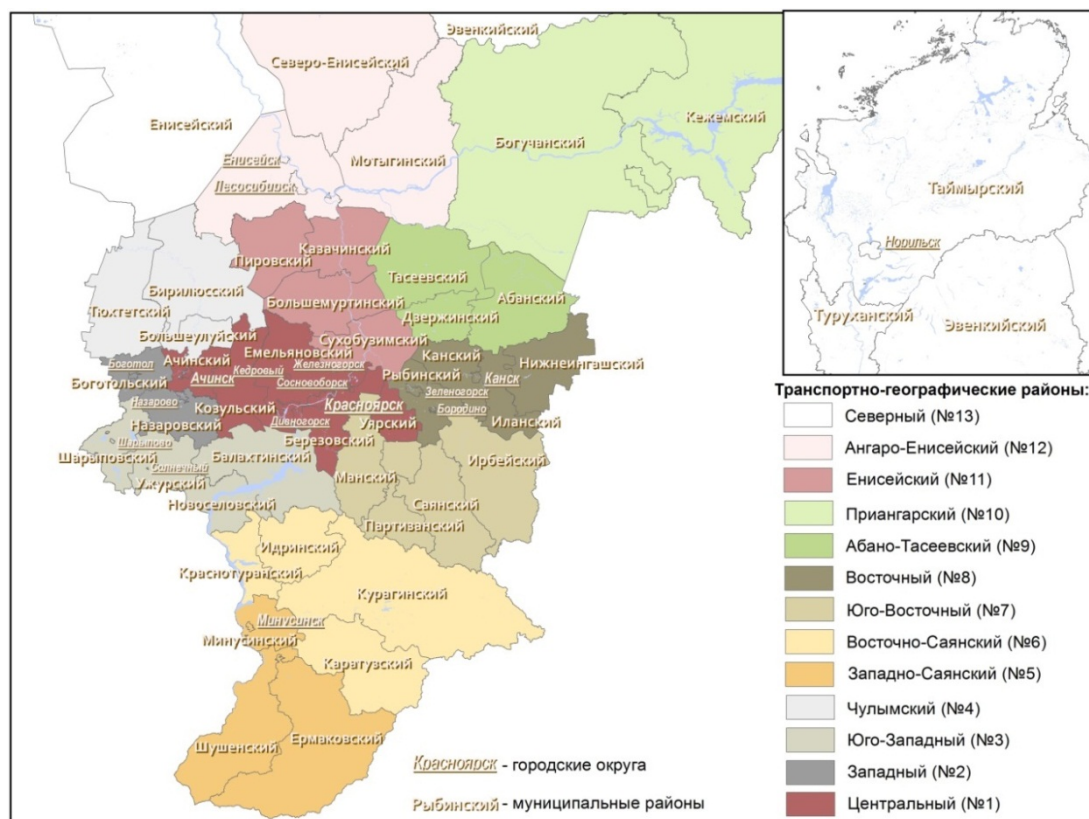 Эвенкийский
Северо-Енисейский
Кежемский
Енисейский
Богучанский
Мотыгинский
Енисейск
Лесосибирск
Таймырский
Норильск
Туруханский
Эвенкийский
Казачинский
Пировский
Тасеевский
Абанский
Бирилюсский
Тюхтетский
Большемуртинский
Дзержинский
Большеулуйский
Сухобузимский
Емельяновский
Ачинский
Боготол
Канский
Нижнеингашский
Железногорск
Кедровый
Рыбинский
Боготольский
Ачинск
Сосновоборск
Канск
Зеленогорск
Назарово
Козульский
Красноярск
Бородино
Назаровский
Дивногорск
Уярский
Иланский
Березовский
Шарыпово
Шарыповский
Солнечный
Балахтинский
Ирбейский
Ужурский
Манский
Новоселовский
Саянский
Партизанский
Идринский
Краснотуранский
Курагинский
Минусинск
Минусинский
Каратузский
Шушенский
Ермаковский
Красноярск - городские округа
Рыбинский - муниципальные районы
Транспортно-географические районы:
Северный (№13)
Ангаро-Енисейский (№12)
Енисейский (№11)
Приангарский (№10)
Абано-Тасеевский (№9)
Восточный (№8)
Юго-Восточный (№7)
Восточно-Саянский (№6)
Западно-Саянский (№5)
Чулымский (№4)
Юго-Западный (№3)
Западный (№2)
Центральный (№1)